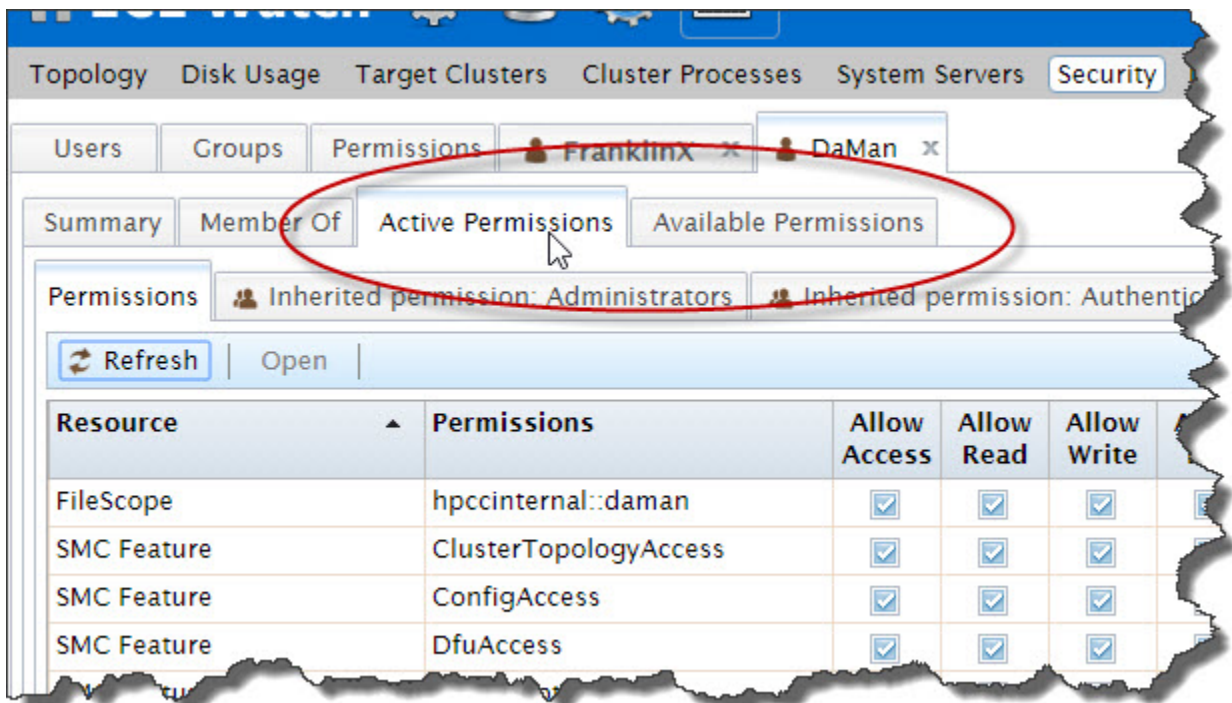 ECL Watch
Topology Disk Usage Target Clusters Cluster Processes System Servers Security
Users Groups Permissions FranklinX x DaMan x
Summary Member Of Active Permissions Available Permissions
Permissions Inherited permission: Administrators Inherited permission:
Refresh Open
Resource Permissions Allow Access Allow Read Allow Write
FileScope hpccinternal::daman
SMC Feature ClusterTopologyAccess
SMC Feature ConfigAccess
SMC Feature DfuAccess